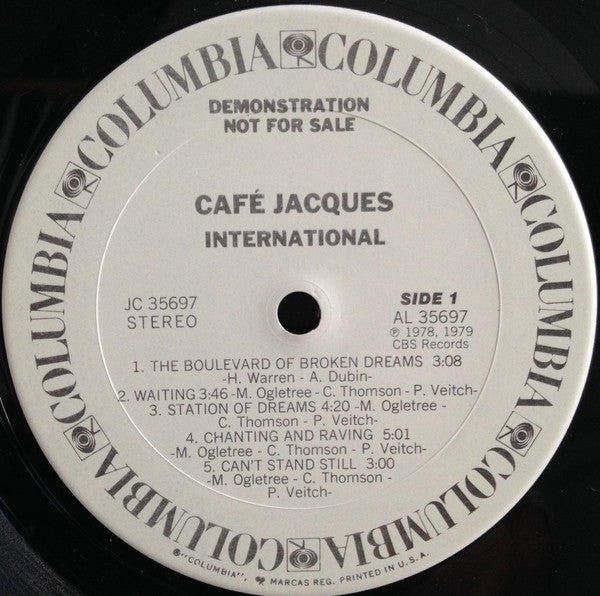 COLUMBIA COLUMBIA COLUMBIA COLUMBIA COLUMBIA COLUMBIA COLUMBIA
DEMONSTRATION
NOT FOR SALE
CAFÉ JACQUES
INTERNATIONAL
JC 35697
STEREO
SIDE 1
AL 35697
℗ 1978, 1979
CBS Records
1. THE BOULEVARD OF BROKEN DREAMS 3:08
-H. Warren - A. Dubin-
2. WAITING 3:46 -M. Ogletree - C. Thomson - P. Veitch-
3. STATION OF DREAMS 4:20 -M. Ogletree -
C. Thomson - P. Veitch-
4. CHANTING AND RAVING 5:01
-M. Ogletree - C. Thomson - P. Veitch-
5. CAN'T STAND STILL 3:00
-M. Ogletree - C. Thomson -
P. Veitch-
®"COLUMBIA", MARCAS REG. PRINTED IN U.S.A.